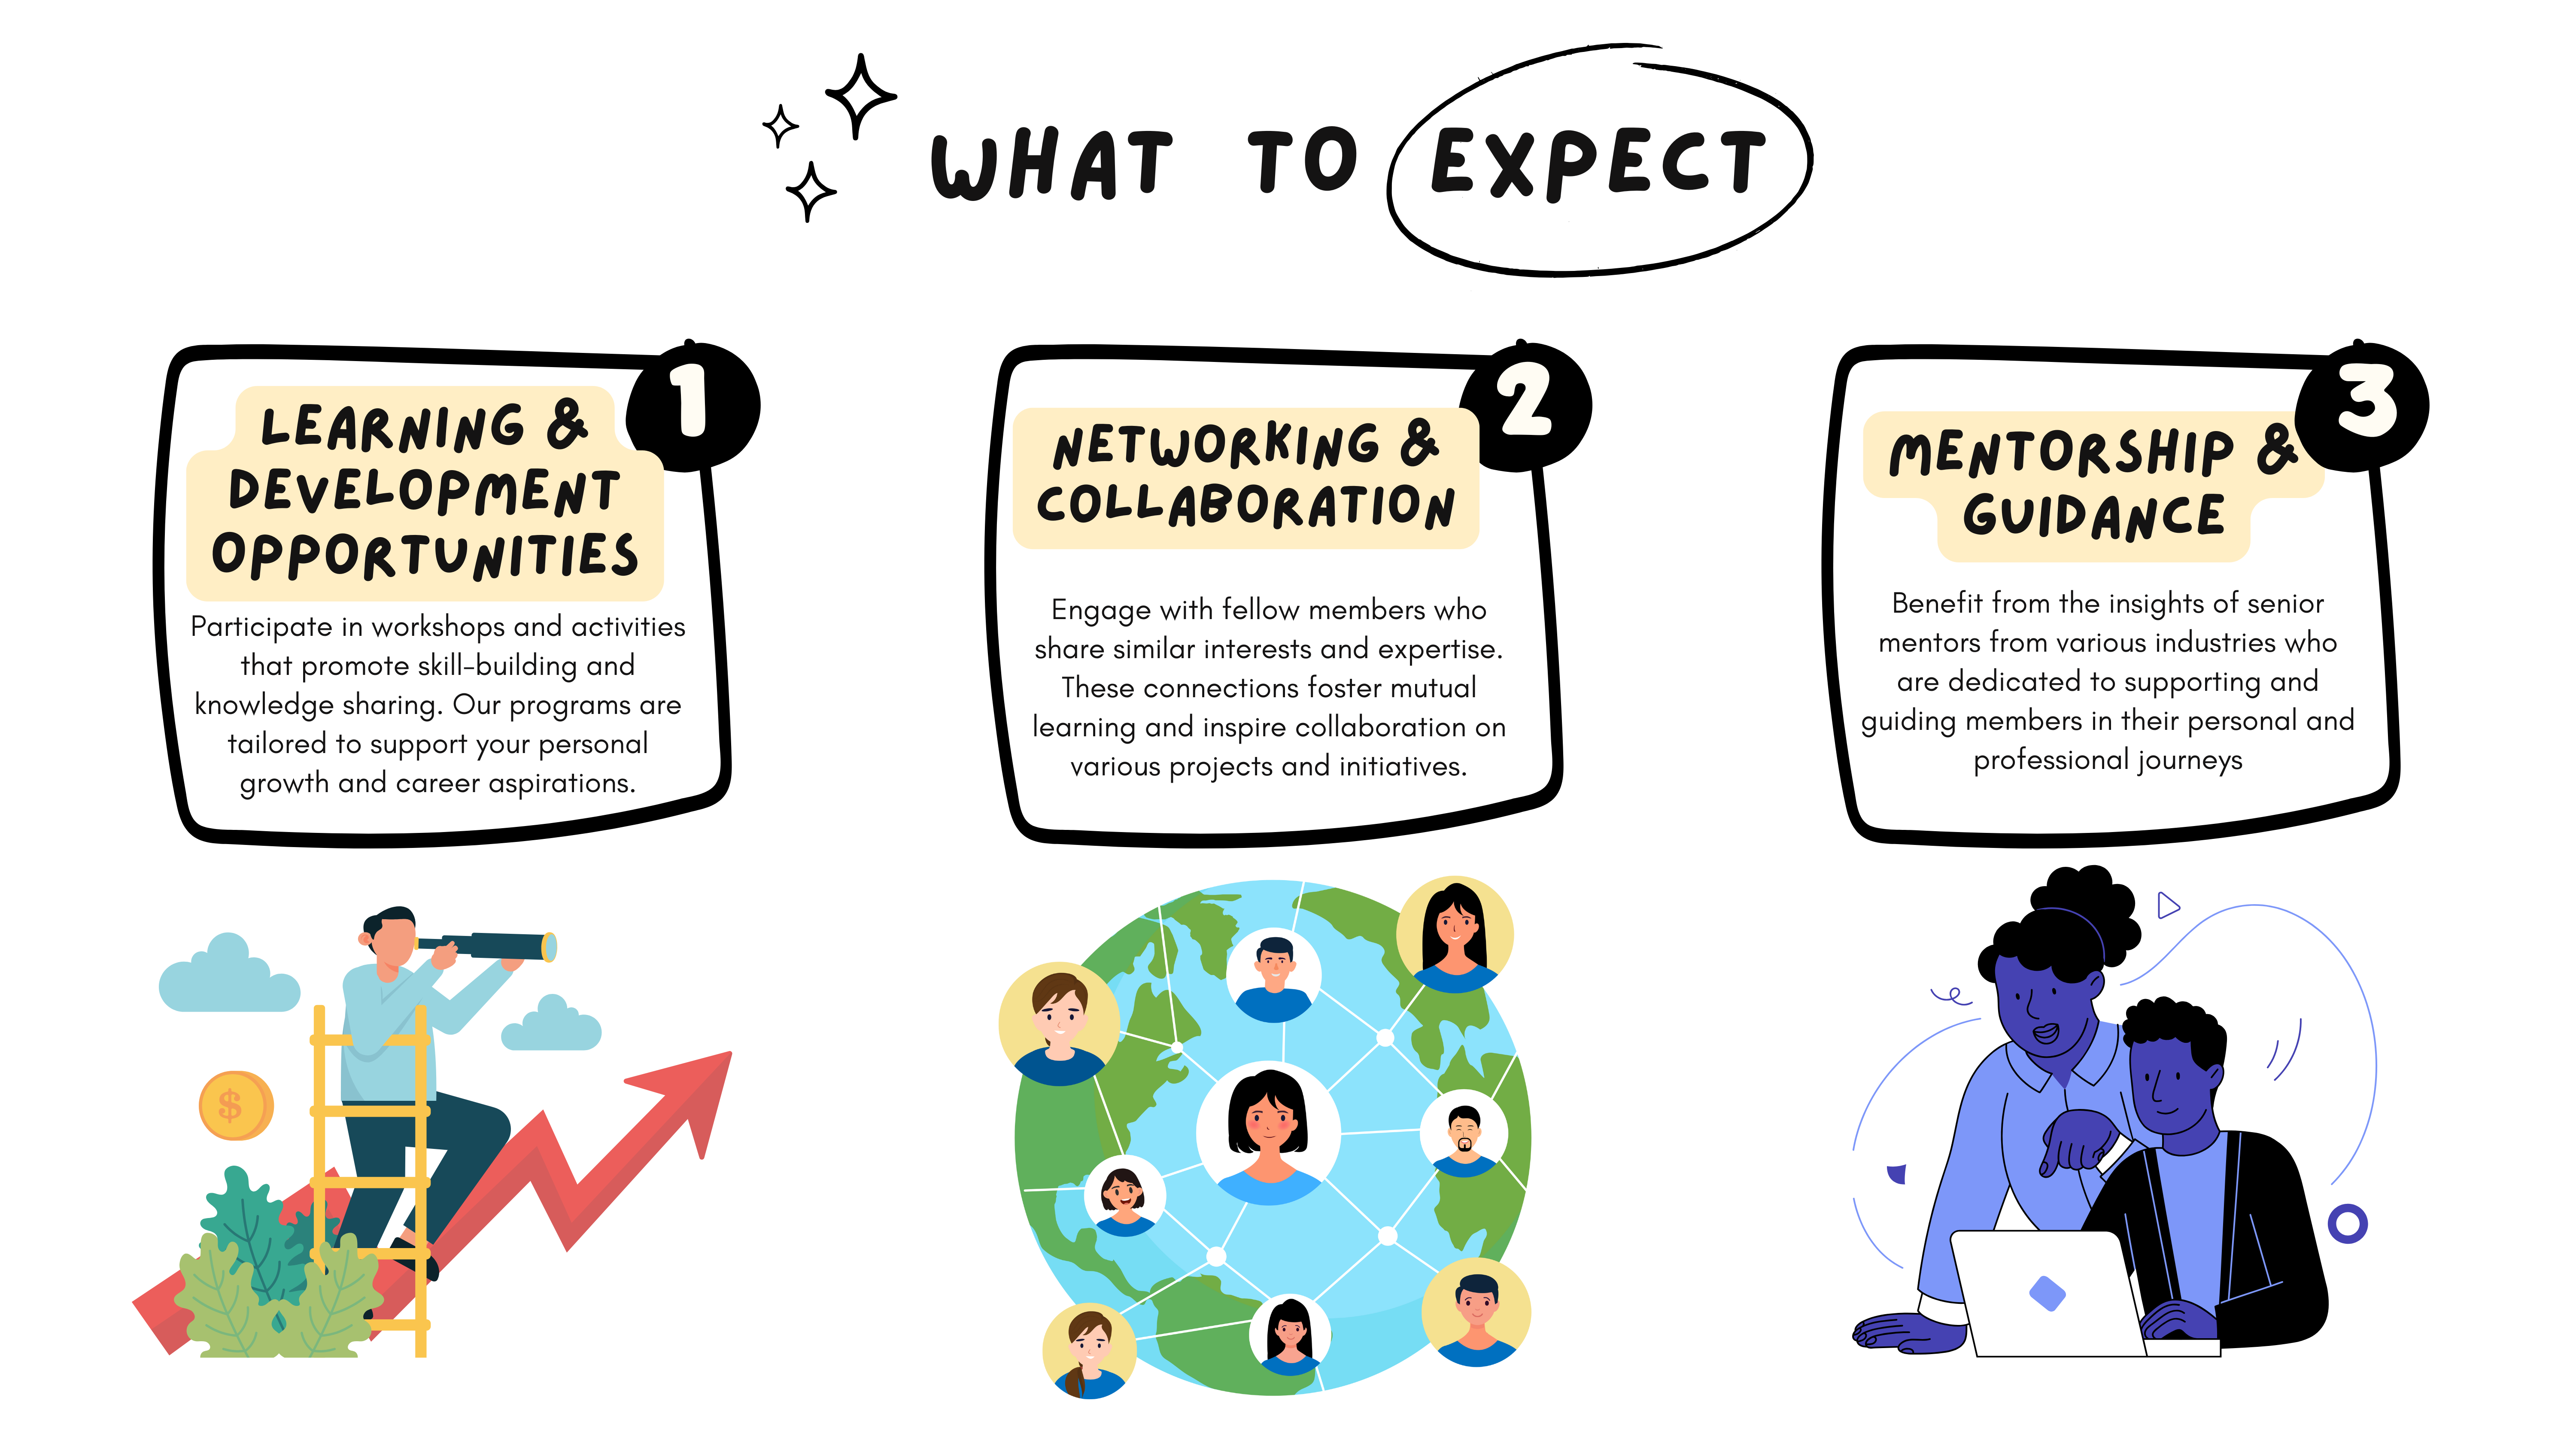 WHAT TO EXPECT
1
LEARNING &
DEVELOPMENT
OPPORTUNITIES
Participate in workshops and activities
that promote skill-building and
knowledge sharing. Our programs are
tailored to support your personal
growth and career aspirations.
2
NETWORKING &
COLLABORATION
Engage with fellow members who
share similar interests and expertise.
These connections foster mutual
learning and inspire collaboration on
various projects and initiatives.
3
MENTORSHIP &
GUIDANCE
Benefit from the insights of senior
mentors from various industries who
are dedicated to supporting and
guiding members in their personal and
professional journeys
$